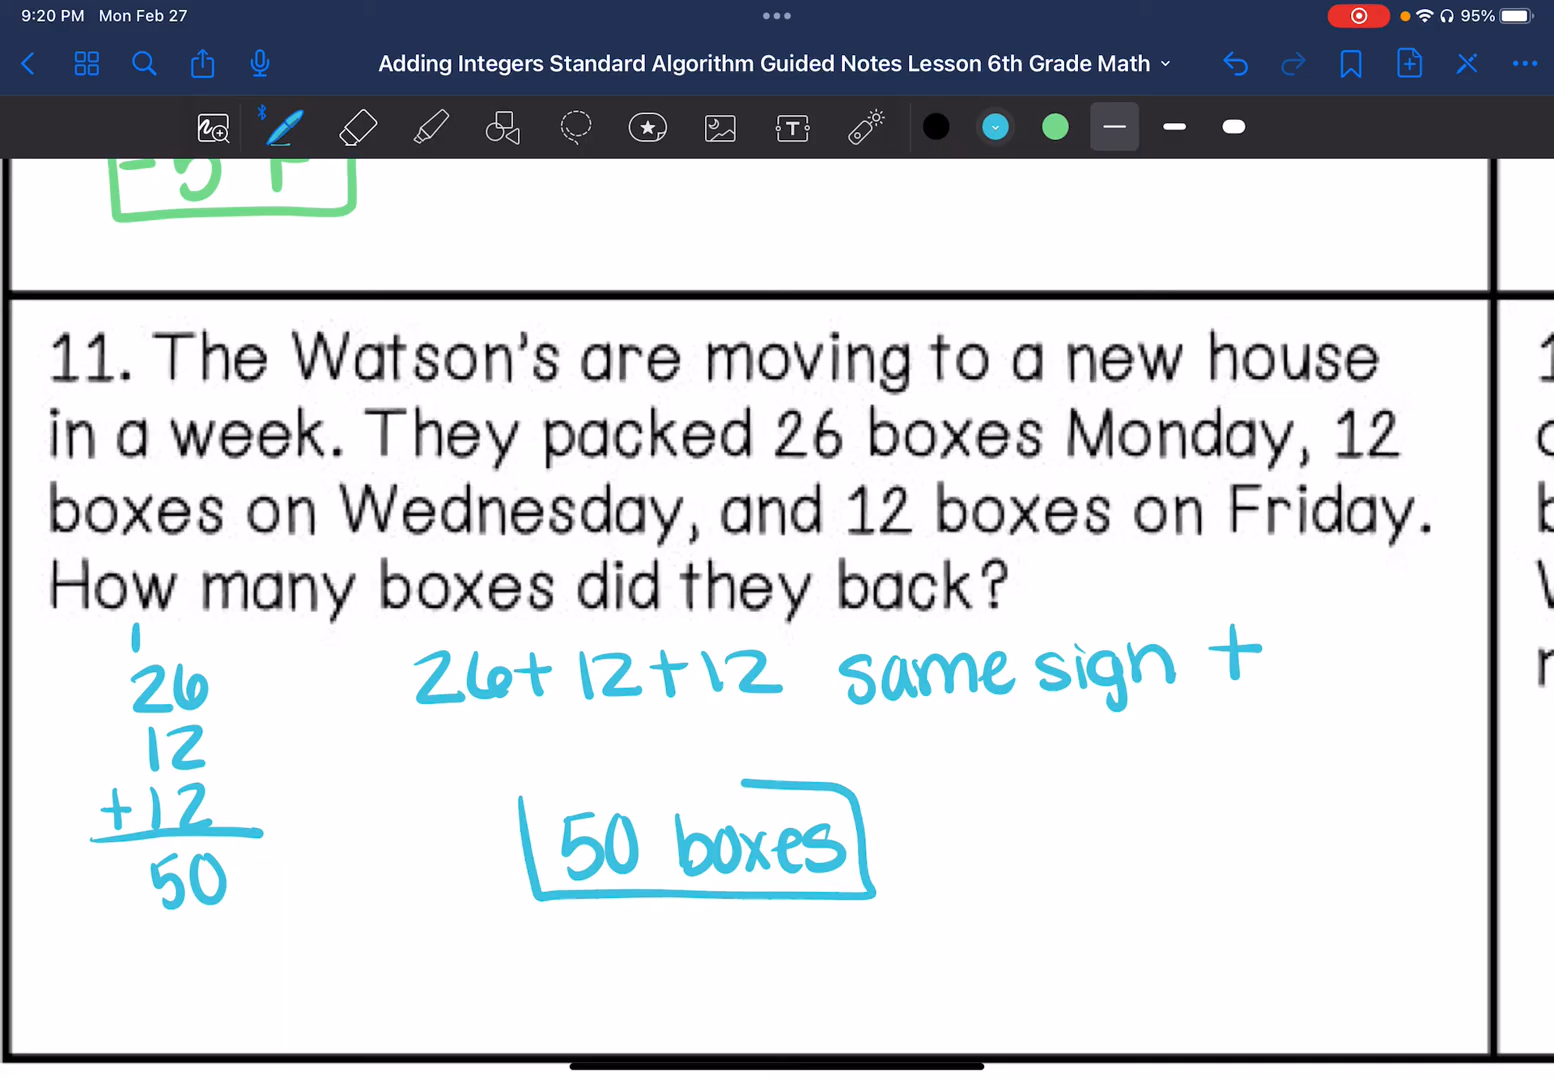 9:20 PM Mon Feb 27
95%
Adding Integers Standard Algorithm Guided Notes Lesson 6th Grade Math
T
11. The Watson's are moving to a new house
in a week. They packed 26 boxes Monday, 12
boxes on Wednesday, and 12 boxes on Friday.
How many boxes did they back?
1
26
12
+12
50
26+12+12 same sign +
50 boxes